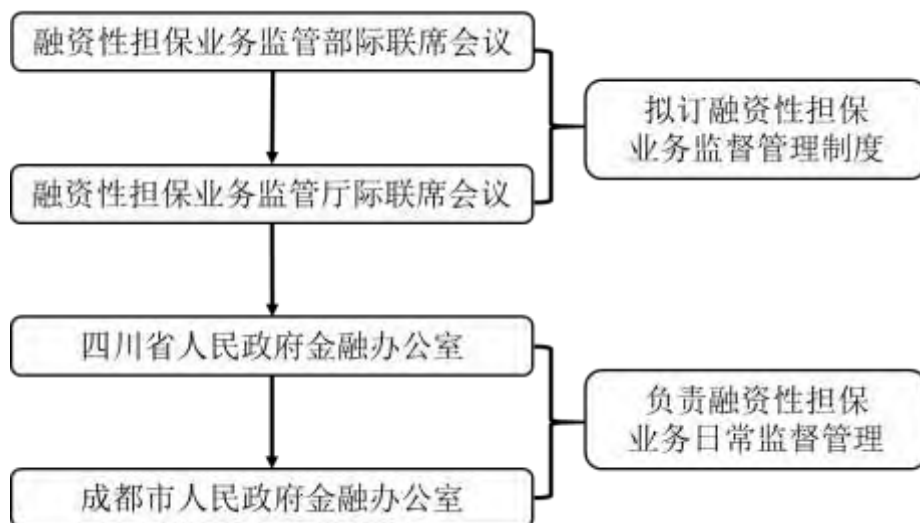 融资性担保业务监管部际联席会议
拟订融资性担保
业务监督管理制度
融资性担保业务监管厅际联席会议
四川省人民政府金融办公室
负责融资性担保
业务日常监督管理
成都市人民政府金融办公室